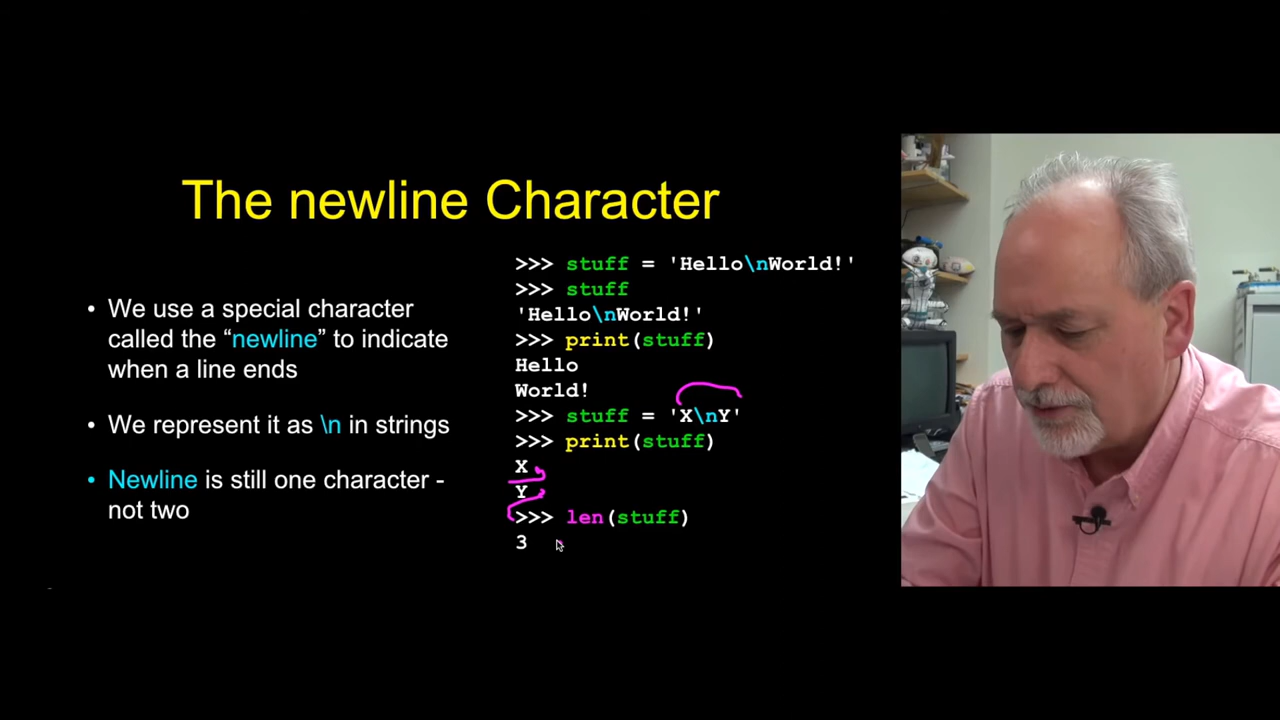 The newline Character
• We use a special character
called the “newline” to indicate
when a line ends
• We represent it as \n in strings
• Newline is still one character -
not two
>>> stuff = 'Hello\nWorld!'
>>> stuff
'Hello\nWorld!'
>>> print(stuff)
Hello
World!
>>> stuff = 'X\nY'
>>> print(stuff)
X
Y
>>> len(stuff)
3